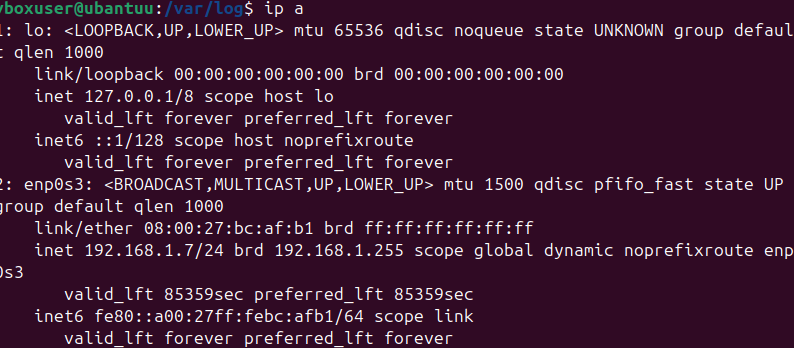 vboxuser@ubantuu:/var/log$ ip a
1: lo: <LOOPBACK,UP,LOWER_UP> mtu 65536 qdisc noqueue state UNKNOWN group defaul
t qlen 1000
link/loopback 00:00:00:00:00:00 brd 00:00:00:00:00:00
inet 127.0.0.1/8 scope host lo
valid_lft forever preferred_lft forever
inet6 ::1/128 scope host noprefixroute
valid_lft forever preferred_lft forever
2: enp0s3: <BROADCAST,MULTICAST,UP,LOWER_UP> mtu 1500 qdisc pfifo_fast state UP
group default qlen 1000
link/ether 08:00:27:bc:af:b1 brd ff:ff:ff:ff:ff:ff
inet 192.168.1.7/24 brd 192.168.1.255 scope global dynamic noprefixroute enp
0s3
valid_lft 85359sec preferred_lft 85359sec
inet6 fe80::a00:27ff:febc:afb1/64 scope link
valid_lft forever preferred_lft forever